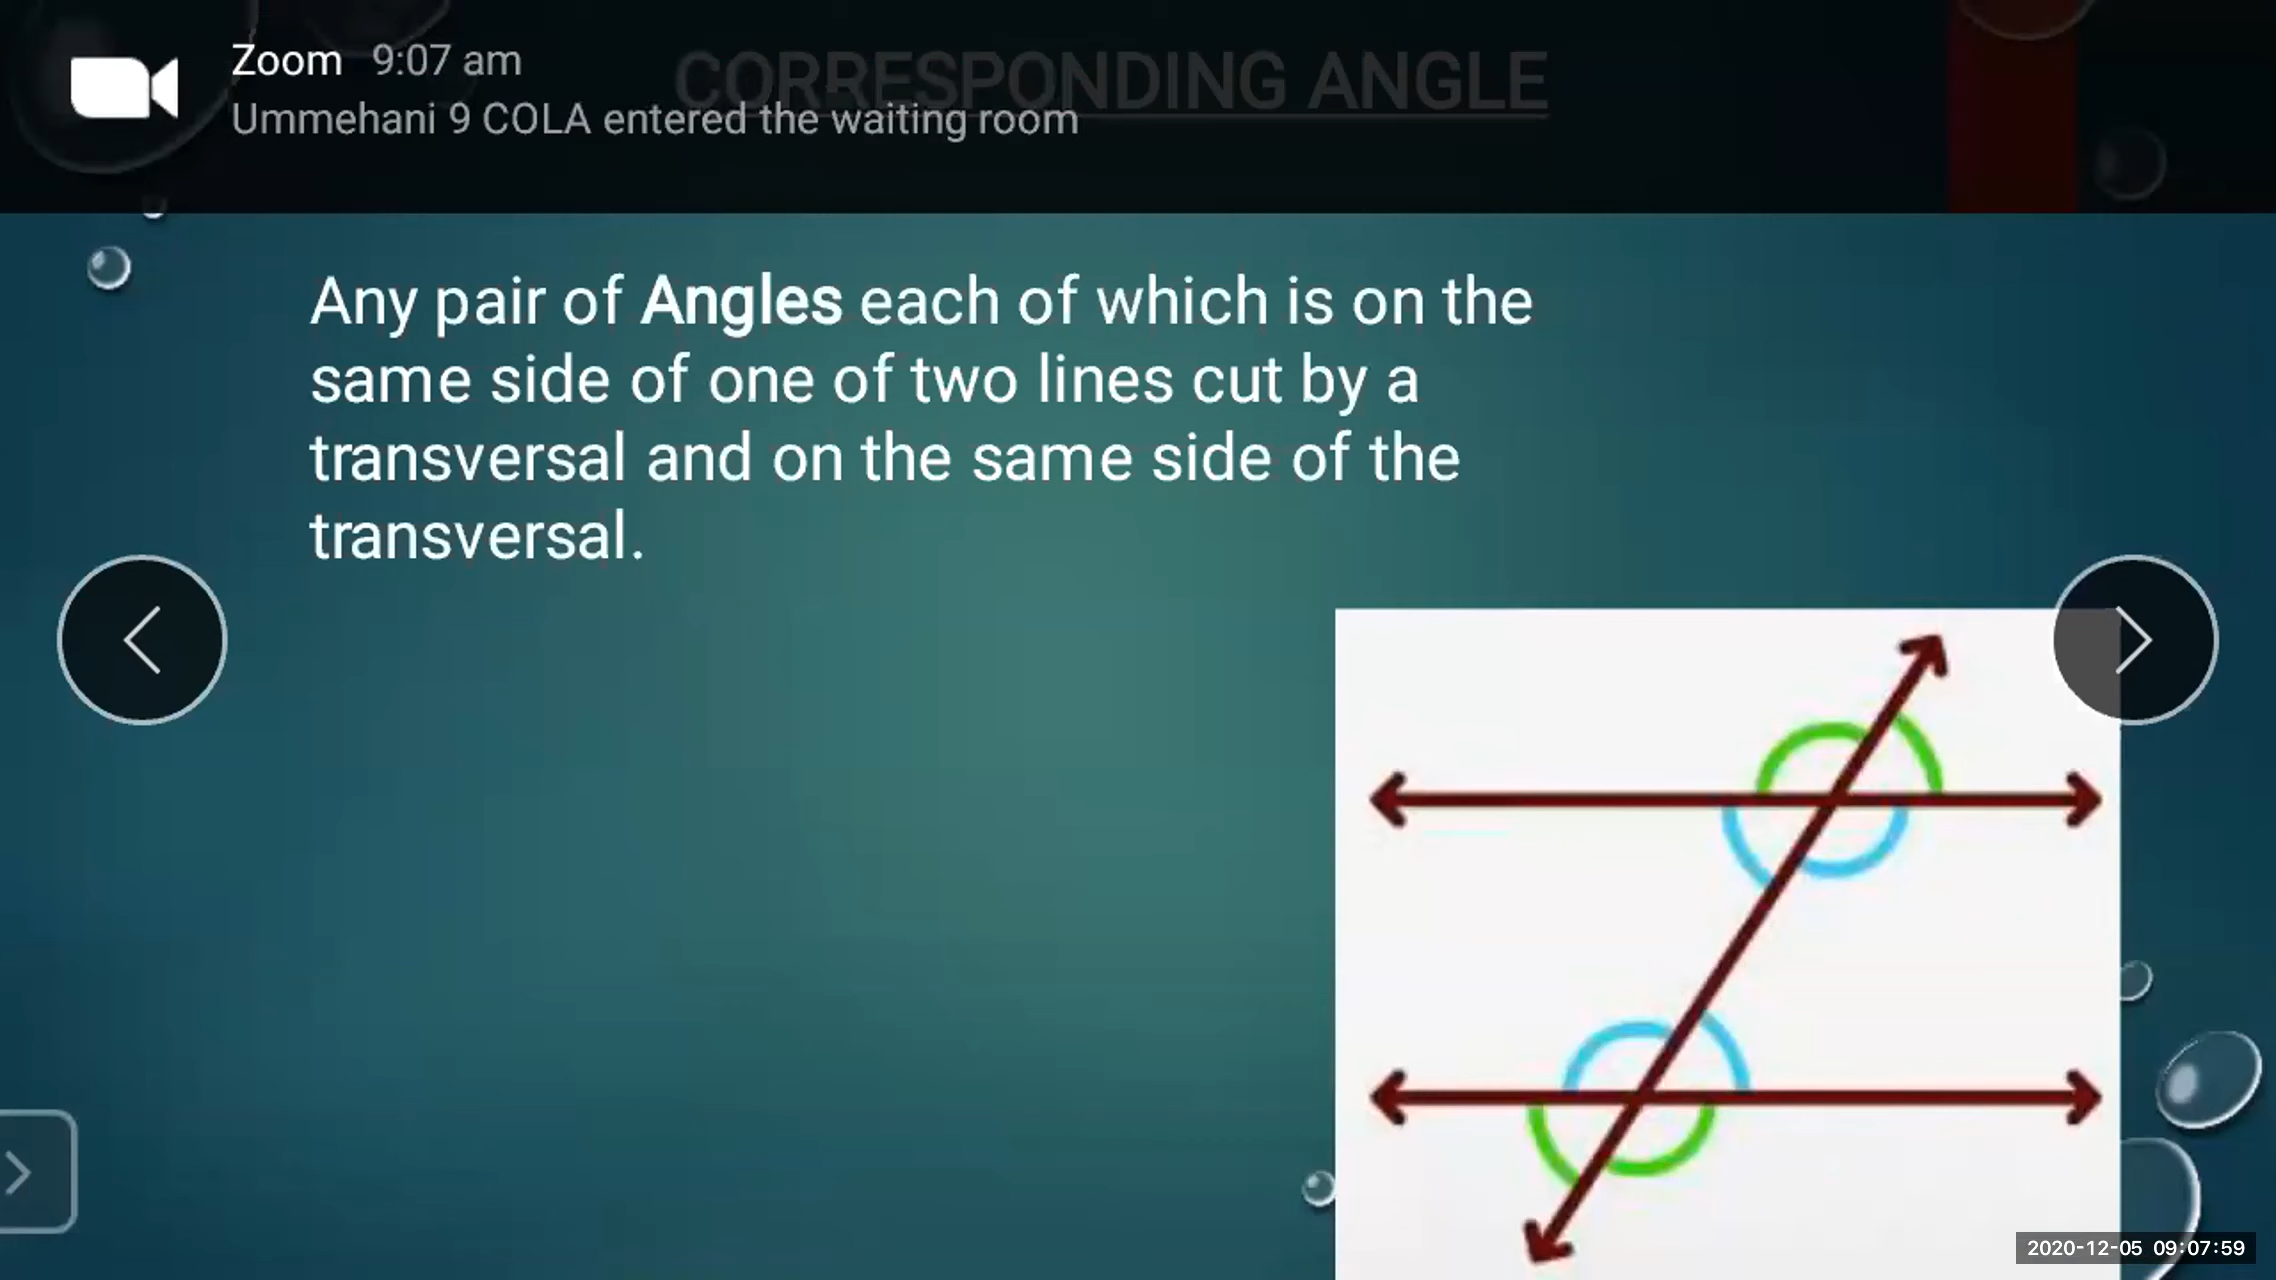 Zoom 9:07 am
CORRESPONDING ANGLE
Ummehani 9 COLA entered the waiting room
Any pair of Angles each of which is on the
same side of one of two lines cut by a
transversal and on the same side of the
transversal.
2020-12-05 09:07:59